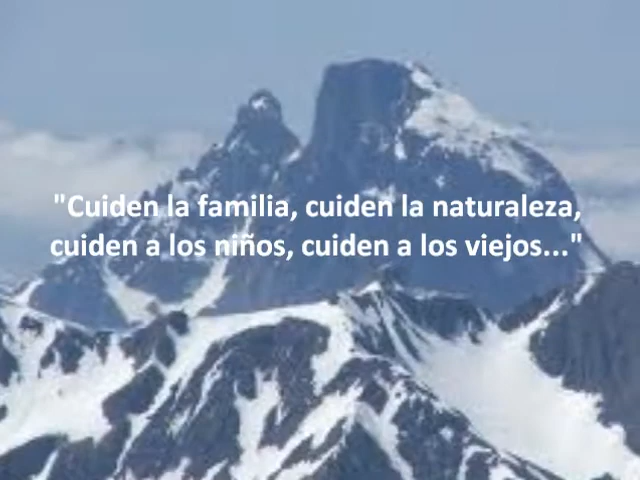 "Cuiden la familia, cuiden la naturaleza,
cuiden a los niños, cuiden a los viejos..."